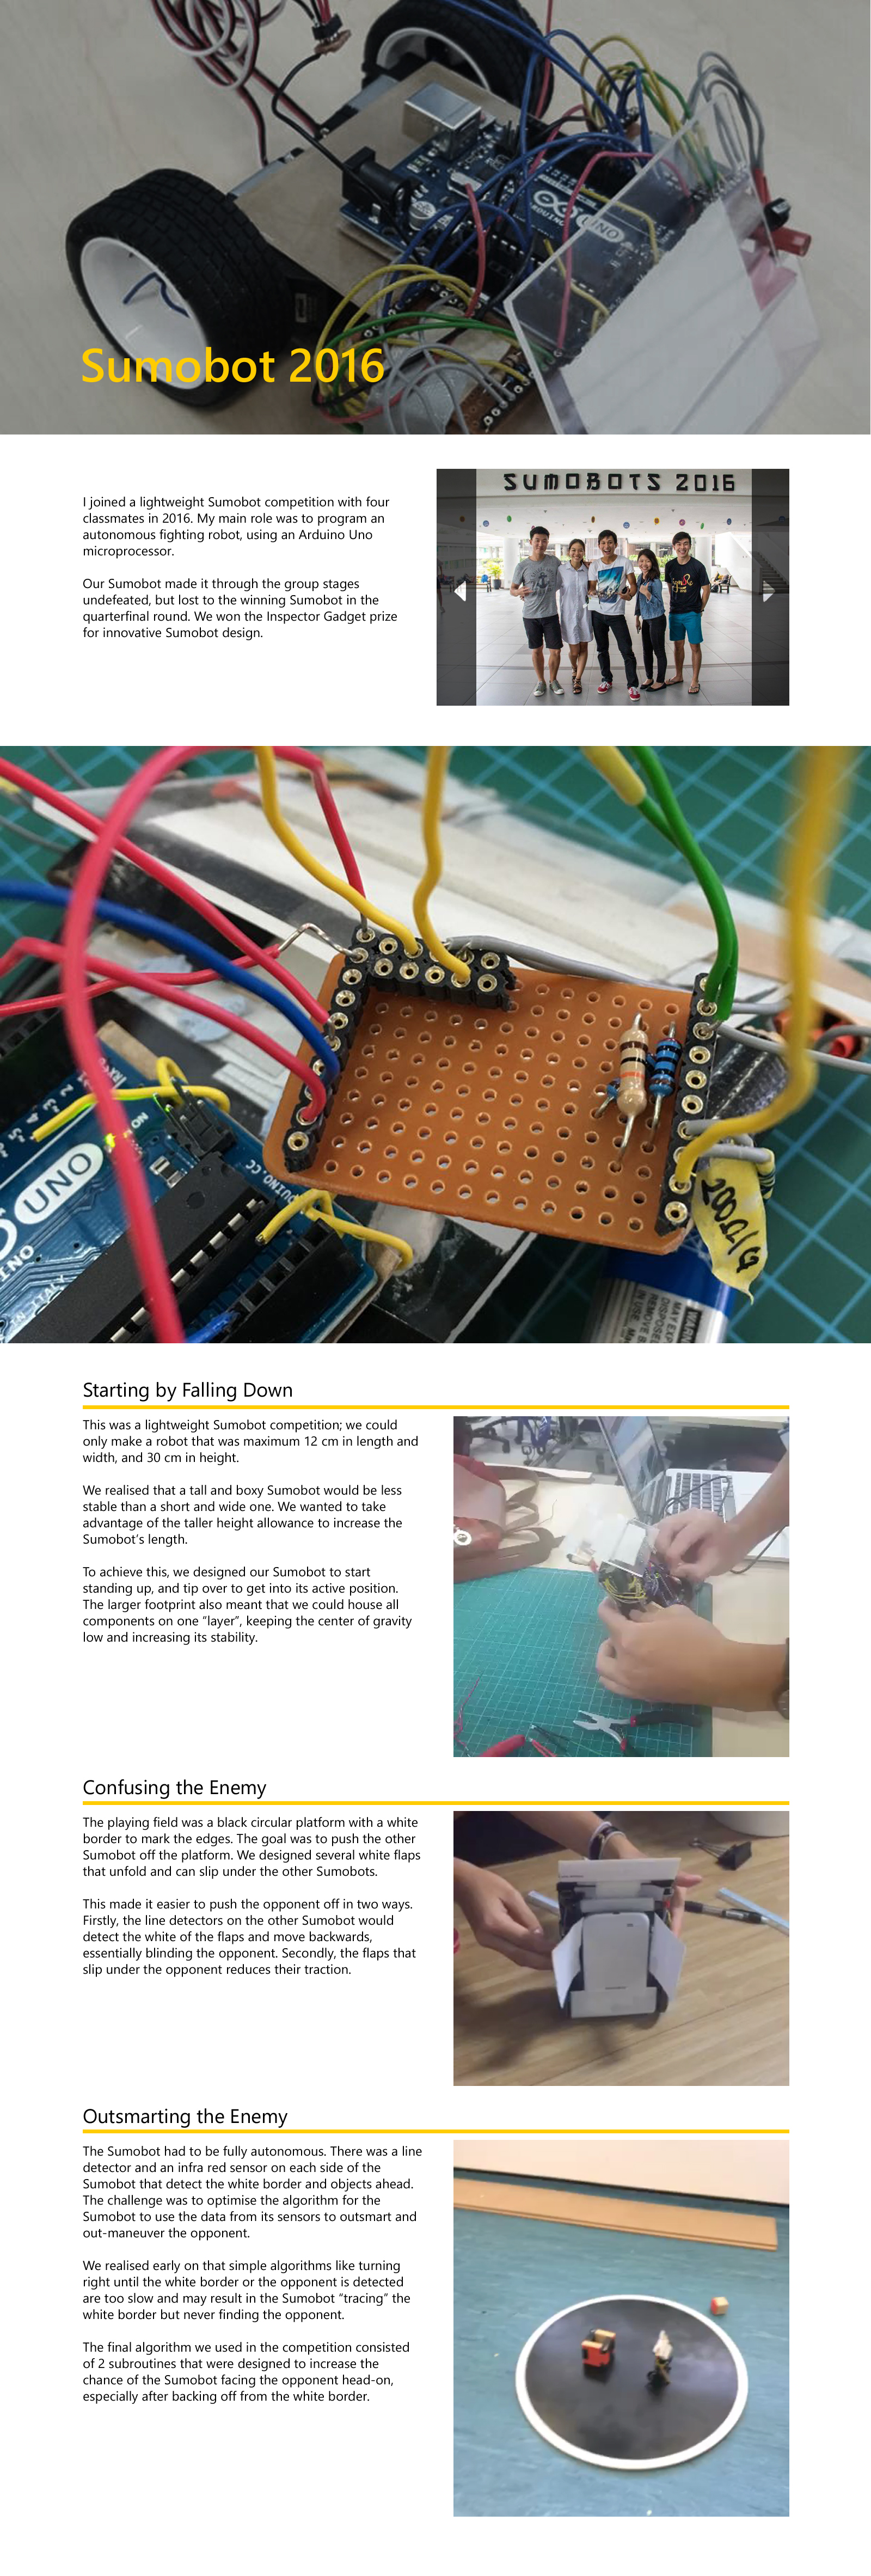 UNO
ARDUINO
Sumobot 2016
I joined a lightweight Sumobot competition with four
classmates in 2016. My main role was to program an
autonomous fighting robot, using an Arduino Uno
microprocessor.
Our Sumobot made it through the group stages
undefeated, but lost to the winning Sumobot in the
quarterfinal round. We won the Inspector Gadget prize
for innovative Sumobot design.
SUMOBOTS 2016
ON
UNO
200Ω/Q
WARN
MAY EXP
Starting by Falling Down
This was a lightweight Sumobot competition; we could
only make a robot that was maximum 12 cm in length and
width, and 30 cm in height.
We realised that a tall and boxy Sumobot would be less
stable than a short and wide one. We wanted to take
advantage of the taller height allowance to increase the
Sumobot's length.
To achieve this, we designed our Sumobot to start
standing up, and tip over to get into its active position.
The larger footprint also meant that we could house all
components on one “layer”, keeping the center of gravity
low and increasing its stability.
Confusing the Enemy
The playing field was a black circular platform with a white
border to mark the edges. The goal was to push the other
Sumobot off the platform. We designed several white flaps
that unfold and can slip under the other Sumobots.
This made it easier to push the opponent off in two ways.
Firstly, the line detectors on the other Sumobot would
detect the white of the flaps and move backwards,
essentially blinding the opponent. Secondly, the flaps that
slip under the opponent reduces their traction.
Outsmarting the Enemy
The Sumobot had to be fully autonomous. There was a line
detector and an infra red sensor on each side of the
Sumobot that detect the white border and objects ahead.
The challenge was to optimise the algorithm for the
Sumobot to use the data from its sensors to outsmart and
out-maneuver the opponent.
We realised early on that simple algorithms like turning
right until the white border or the opponent is detected
are too slow and may result in the Sumobot “tracing” the
white border but never finding the opponent.
The final algorithm we used in the competition consisted
of 2 subroutines that were designed to increase the
chance of the Sumobot facing the opponent head-on,
especially after backing off from the white border.